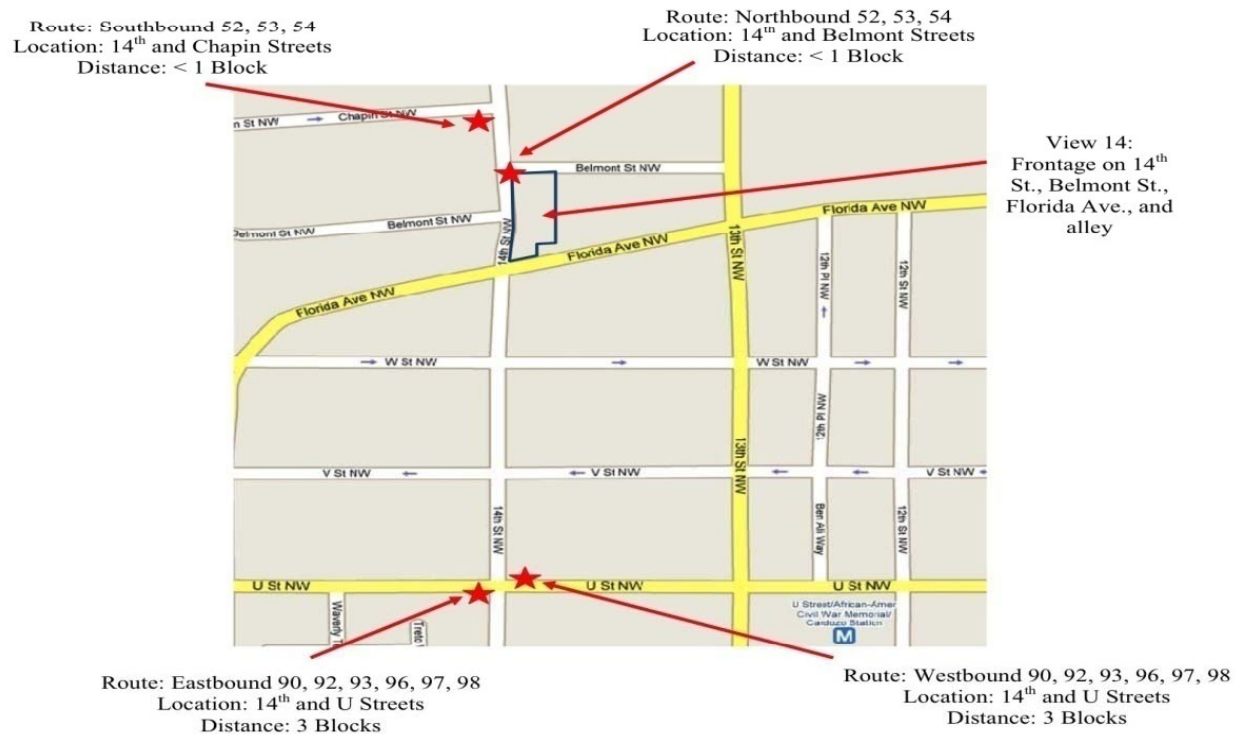 Route: Southbound 52, 53, 54
Location: 14th and Chapin Streets
Distance: < 1 Block
Route: Northbound 52, 53, 54
Location: 14th and Belmont Streets
Distance: < 1 Block
View 14:
Frontage on 14th
St., Belmont St.,
Florida Ave., and
alley
Chapin St NW
Belmont St NW
Belmont St NW
Belmont St NW
Florida Ave NW
Florida Ave NW
Florida Ave NW
14th St NW
13th St NW
12th Pl NW
12th St NW
W St NW
W St NW
12th Pl NW
13th St NW
V St NW
V St NW
V St NW
14th St NW
Ben Ali Way
12th St NW
U St NW
U St NW
U St NW
Waverly
U Street/African-Amer
Civil War Memorial/
Cardozo Station
M
Route: Eastbound 90, 92, 93, 96, 97, 98
Location: 14th and U Streets
Distance: 3 Blocks
Route: Westbound 90, 92, 93, 96, 97, 98
Location: 14th and U Streets
Distance: 3 Blocks